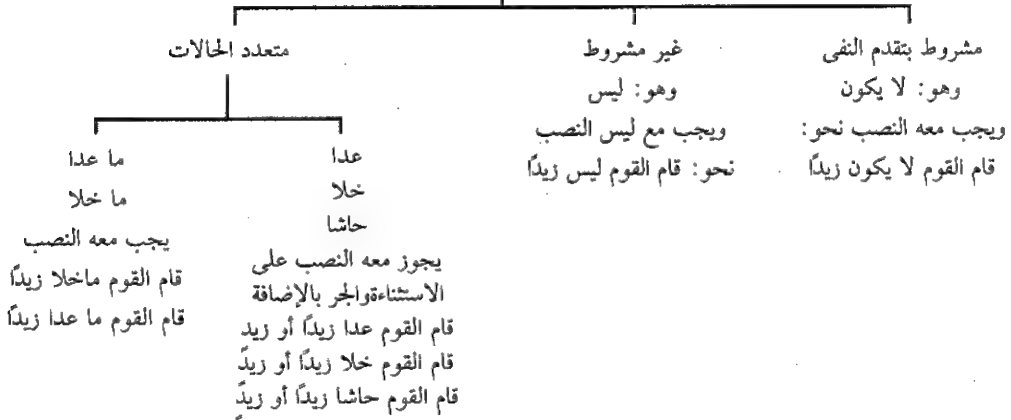 مشروط بتقدم النفى
وهو: لا يكون
ويجب معه النصب نحو:
قام القوم لا يكون زيدًا
غير مشروط
وهو: ليس
ويجب مع ليس النصب
نحو: قام القوم ليس زيدًا
متعدد الحالات
عدا
خلا
حاشا
يجوز معه النصب على
الاستثناءةوالجر بالإضافة
قام القوم عدا زيدًا أو زيد
قام القوم خلا زيدًا أو زيدً
قام القوم حاشا زيدًا أو زيدً
ما عدا
ما خلا
يجب معه النصب
قام القوم ماخلا زيدًا
قام القوم ما عدا زيدًا